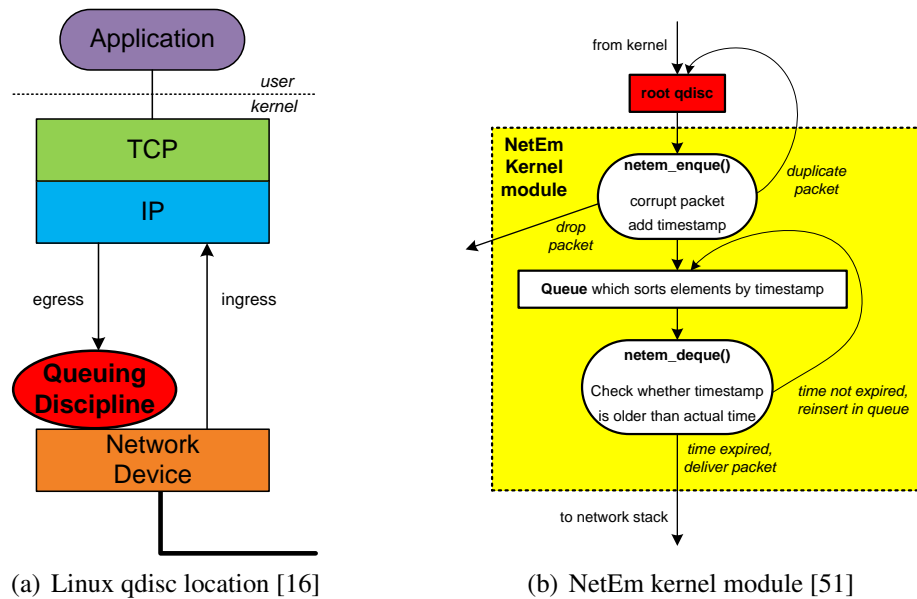 Application
user
kernel
TCP
IP
egress
ingress
Queuing
Discipline
Network
Device
(a) Linux qdisc location [16]
from kernel
root qdisc
NetEm
Kernel
module
netem_enque()
corrupt packet
add timestamp
duplicate
packet
drop
packet
Queue which sorts elements by timestamp
netem_deque()
Check whether timestamp
is older than actual time
time not expired,
reinsert in queue
time expired,
deliver packet
to network stack
(b) NetEm kernel module [51]